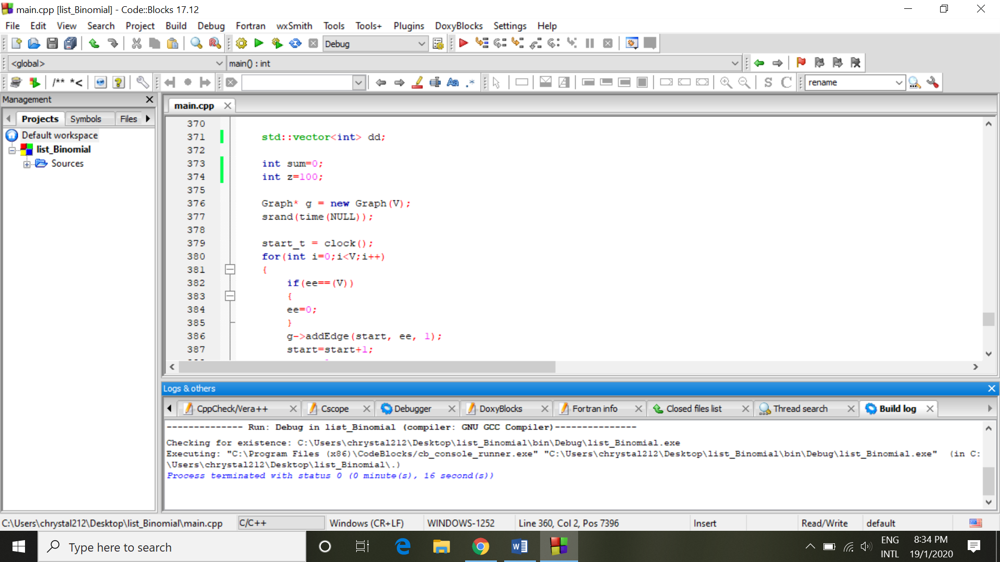 main.cpp [list_Binomial] - Code::Blocks 17.12
File Edit View Search Project Build Debug Fortran wxSmith Tools Tools+ Plugins DoxyBlocks Settings Help
Debug
<global> main() : int
/** *< S C rename
Management
Projects Symbols Files
Default workspace
list_Binomial
Sources
main.cpp
370
371 std::vector<int> dd;
372
373 int sum=0;
374 int z=100;
375
376 Graph* g = new Graph(V);
377 srand(time(NULL));
378
379 start_t = clock();
380 for(int i=0;i<V;i++)
381 {
382 if(ee==(V))
383 {
384 ee=0;
385 }
386 g->addEdge(start, ee, 1);
387 start=start+1;
Logs & others
CppCheck/Vera++ Cscope Debugger DoxyBlocks Fortran info Closed files list Thread search Build log
-------------- Run: Debug in list_Binomial (compiler: GNU GCC Compiler)---------------
Checking for existence: C:\Users\chrystal212\Desktop\list_Binomial\bin\Debug\list_Binomial.exe
Executing: "C:\Program Files (x86)\CodeBlocks/cb_console_runner.exe" "C:\Users\chrystal212\Desktop\list_Binomial\bin\Debug\list_Binomial.exe" (in C:
\Users\chrystal212\Desktop\list_Binomial\.)
Process terminated with status 0 (0 minute(s), 16 second(s))
C:\Users\chrystal212\Desktop\list_Binomial\main.cpp C/C++ Windows (CR+LF) WINDOWS-1252 Line 360, Col 2, Pos 7396 Insert Read/Write default
Type here to search
ENG 8:34 PM
INTL 19/1/2020